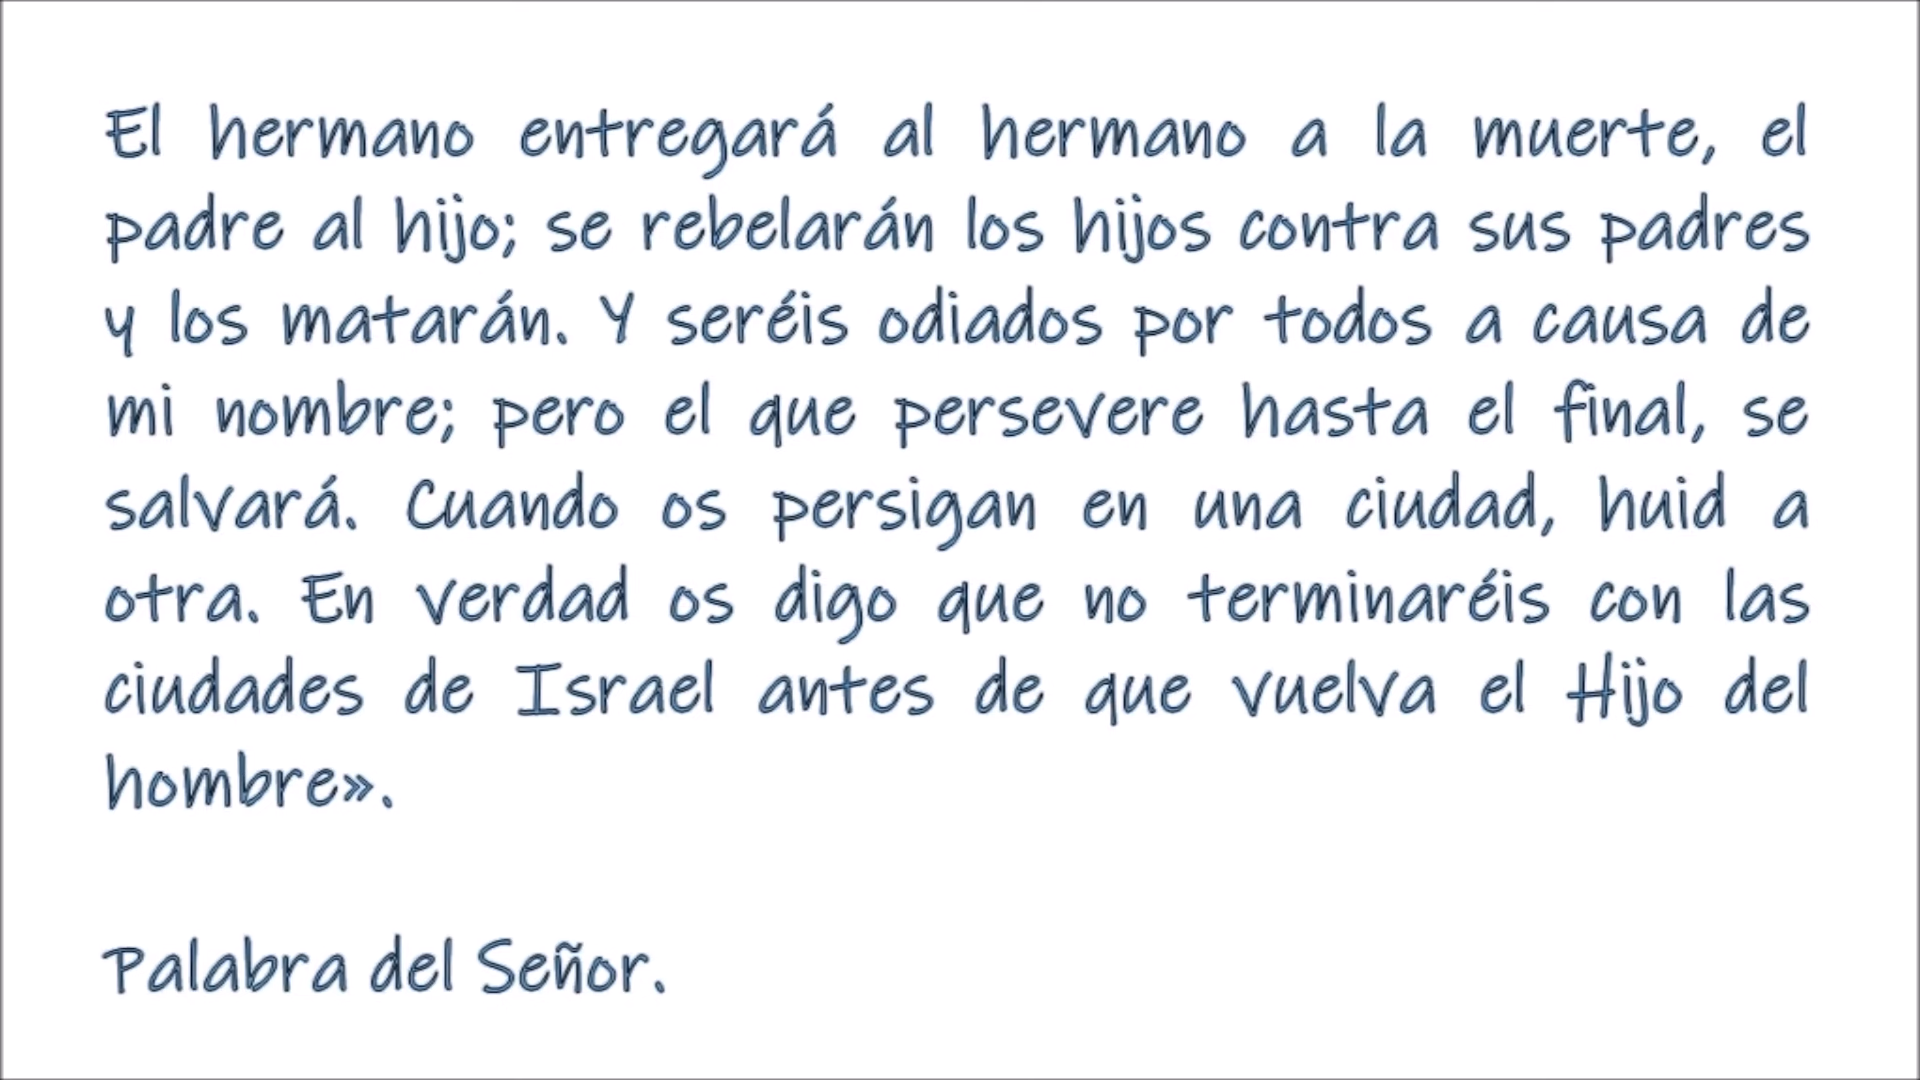 El hermano entregará al hermano a la muerte, el
padre al hijo; se rebelarán los hijos contra sus padres
y los matarán. Y seréis odiados por todos a causa de
mi nombre; pero el que persevere hasta el final, se
salvará. Cuando os persigan en una ciudad, huid a
otra. En verdad os digo que no terminaréis con las
ciudades de Israel antes de que vuelva el Hijo del
hombre».
Palabra del Señor.